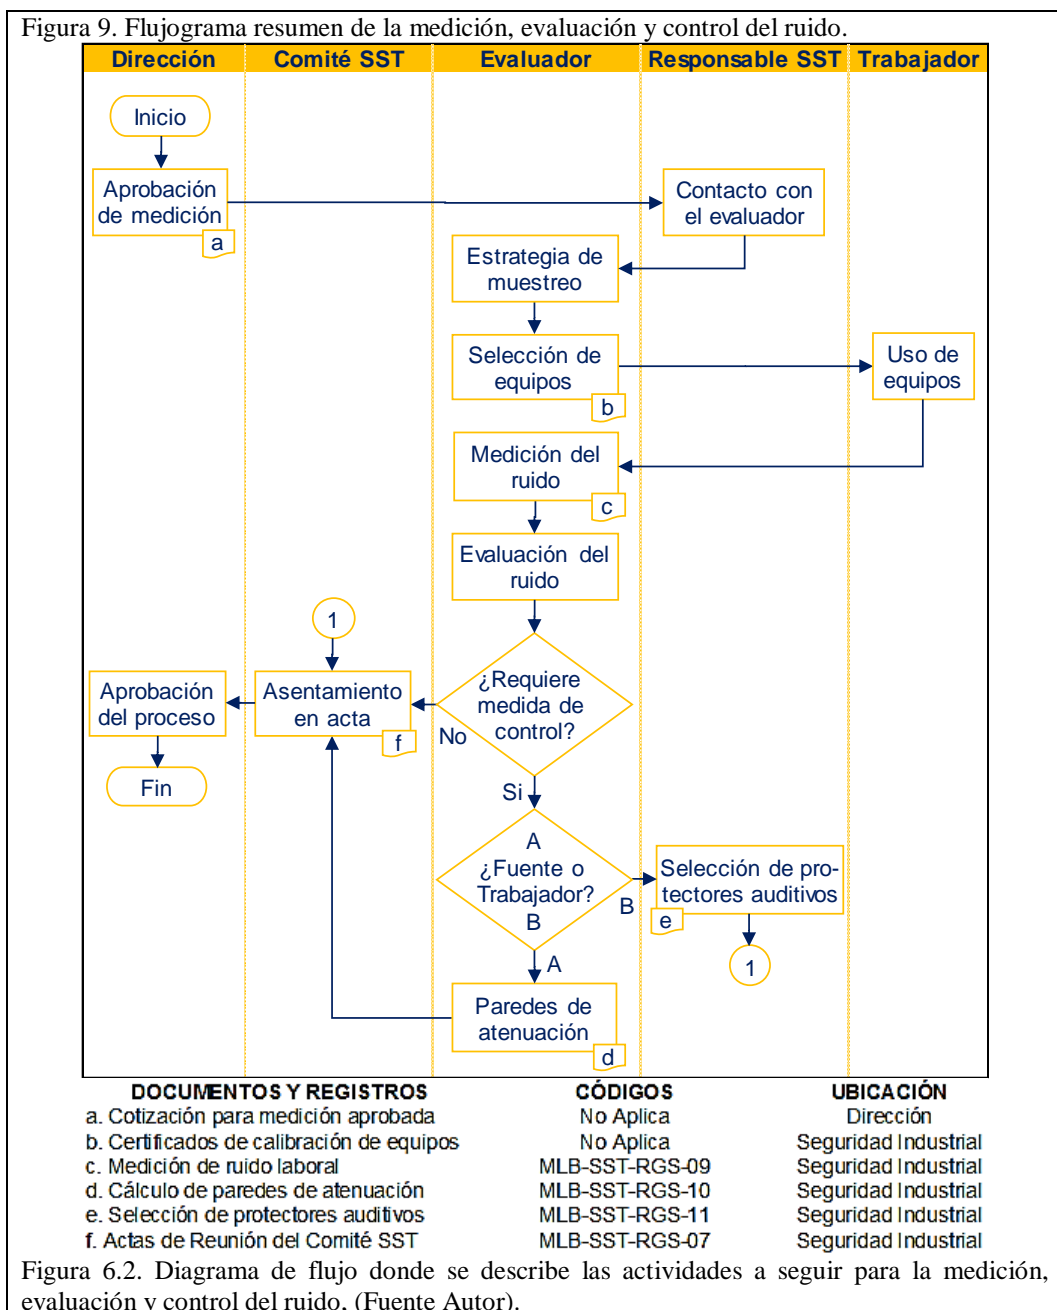 Figura 9. Flujograma resumen de la medición, evaluación y control del ruido.
Dirección Comité SST Evaluador Responsable SST Trabajador
Inicio
Aprobación
de medición
a
Contacto con
el evaluador
Estrategia de
muestreo
Selección de
equipos
b
Uso de
equipos
Medición del
ruido
c
Evaluación del
ruido
1
¿Requiere
medida de
control?
No
Si
Asentamiento
en acta
f
Aprobación
del proceso
Fin
A
¿Fuente o
Trabajador?
B
B
A
Selección de pro-
tectores auditivos
e
1
Paredes de
atenuación
d
DOCUMENTOS Y REGISTROS CÓDIGOS UBICACIÓN
a. Cotización para medición aprobada No Aplica Dirección
b. Certificados de calibración de equipos No Aplica Seguridad Industrial
c. Medición de ruido laboral MLB-SST-RGS-09 Seguridad Industrial
d. Cálculo de paredes de atenuación MLB-SST-RGS-10 Seguridad Industrial
e. Selección de protectores auditivos MLB-SST-RGS-11 Seguridad Industrial
f. Actas de Reunión del Comité SST MLB-SST-RGS-07 Seguridad Industrial
Figura 6.2. Diagrama de flujo donde se describe las actividades a seguir para la medición,
evaluación y control del ruido, (Fuente Autor).